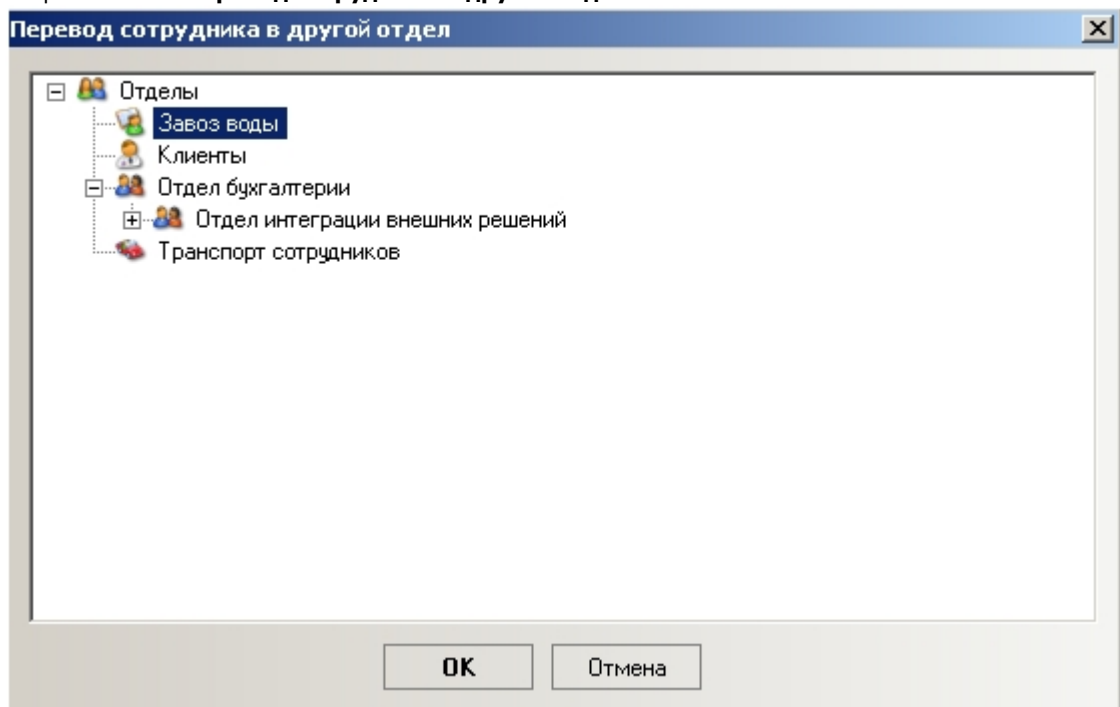 Перевод сотрудника в другой отдел
Отделы
Завоз воды
Клиенты
Отдел бухгалтерии
Отдел интеграции внешних решений
Транспорт сотрудников
OK
Отмена